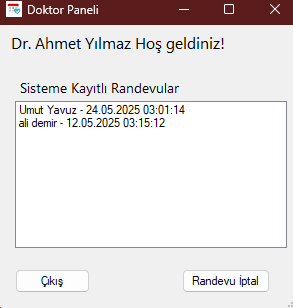 Doktor Paneli
Dr. Ahmet Yılmaz Hoş geldiniz!
Sisteme Kayıtlı Randevular
Umut Yavuz - 24.05.2025 03:01:14
ali demir - 12.05.2025 03:15:12
Çıkış
Randevu İptal